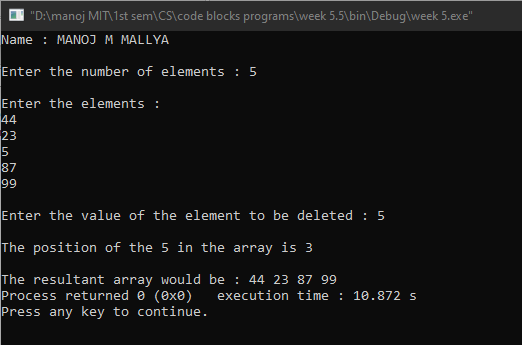 "D:\manoj MIT\1st sem\CS\code blocks programs\week 5.5\bin\Debug\week 5.exe"
Name : MANOJ M MALLYA
Enter the number of elements : 5
Enter the elements :
44
23
5
87
99
Enter the value of the element to be deleted : 5
The position of the 5 in the array is 3
The resultant array would be : 44 23 87 99
Process returned 0 (0x0)   execution time : 10.872 s
Press any key to continue.